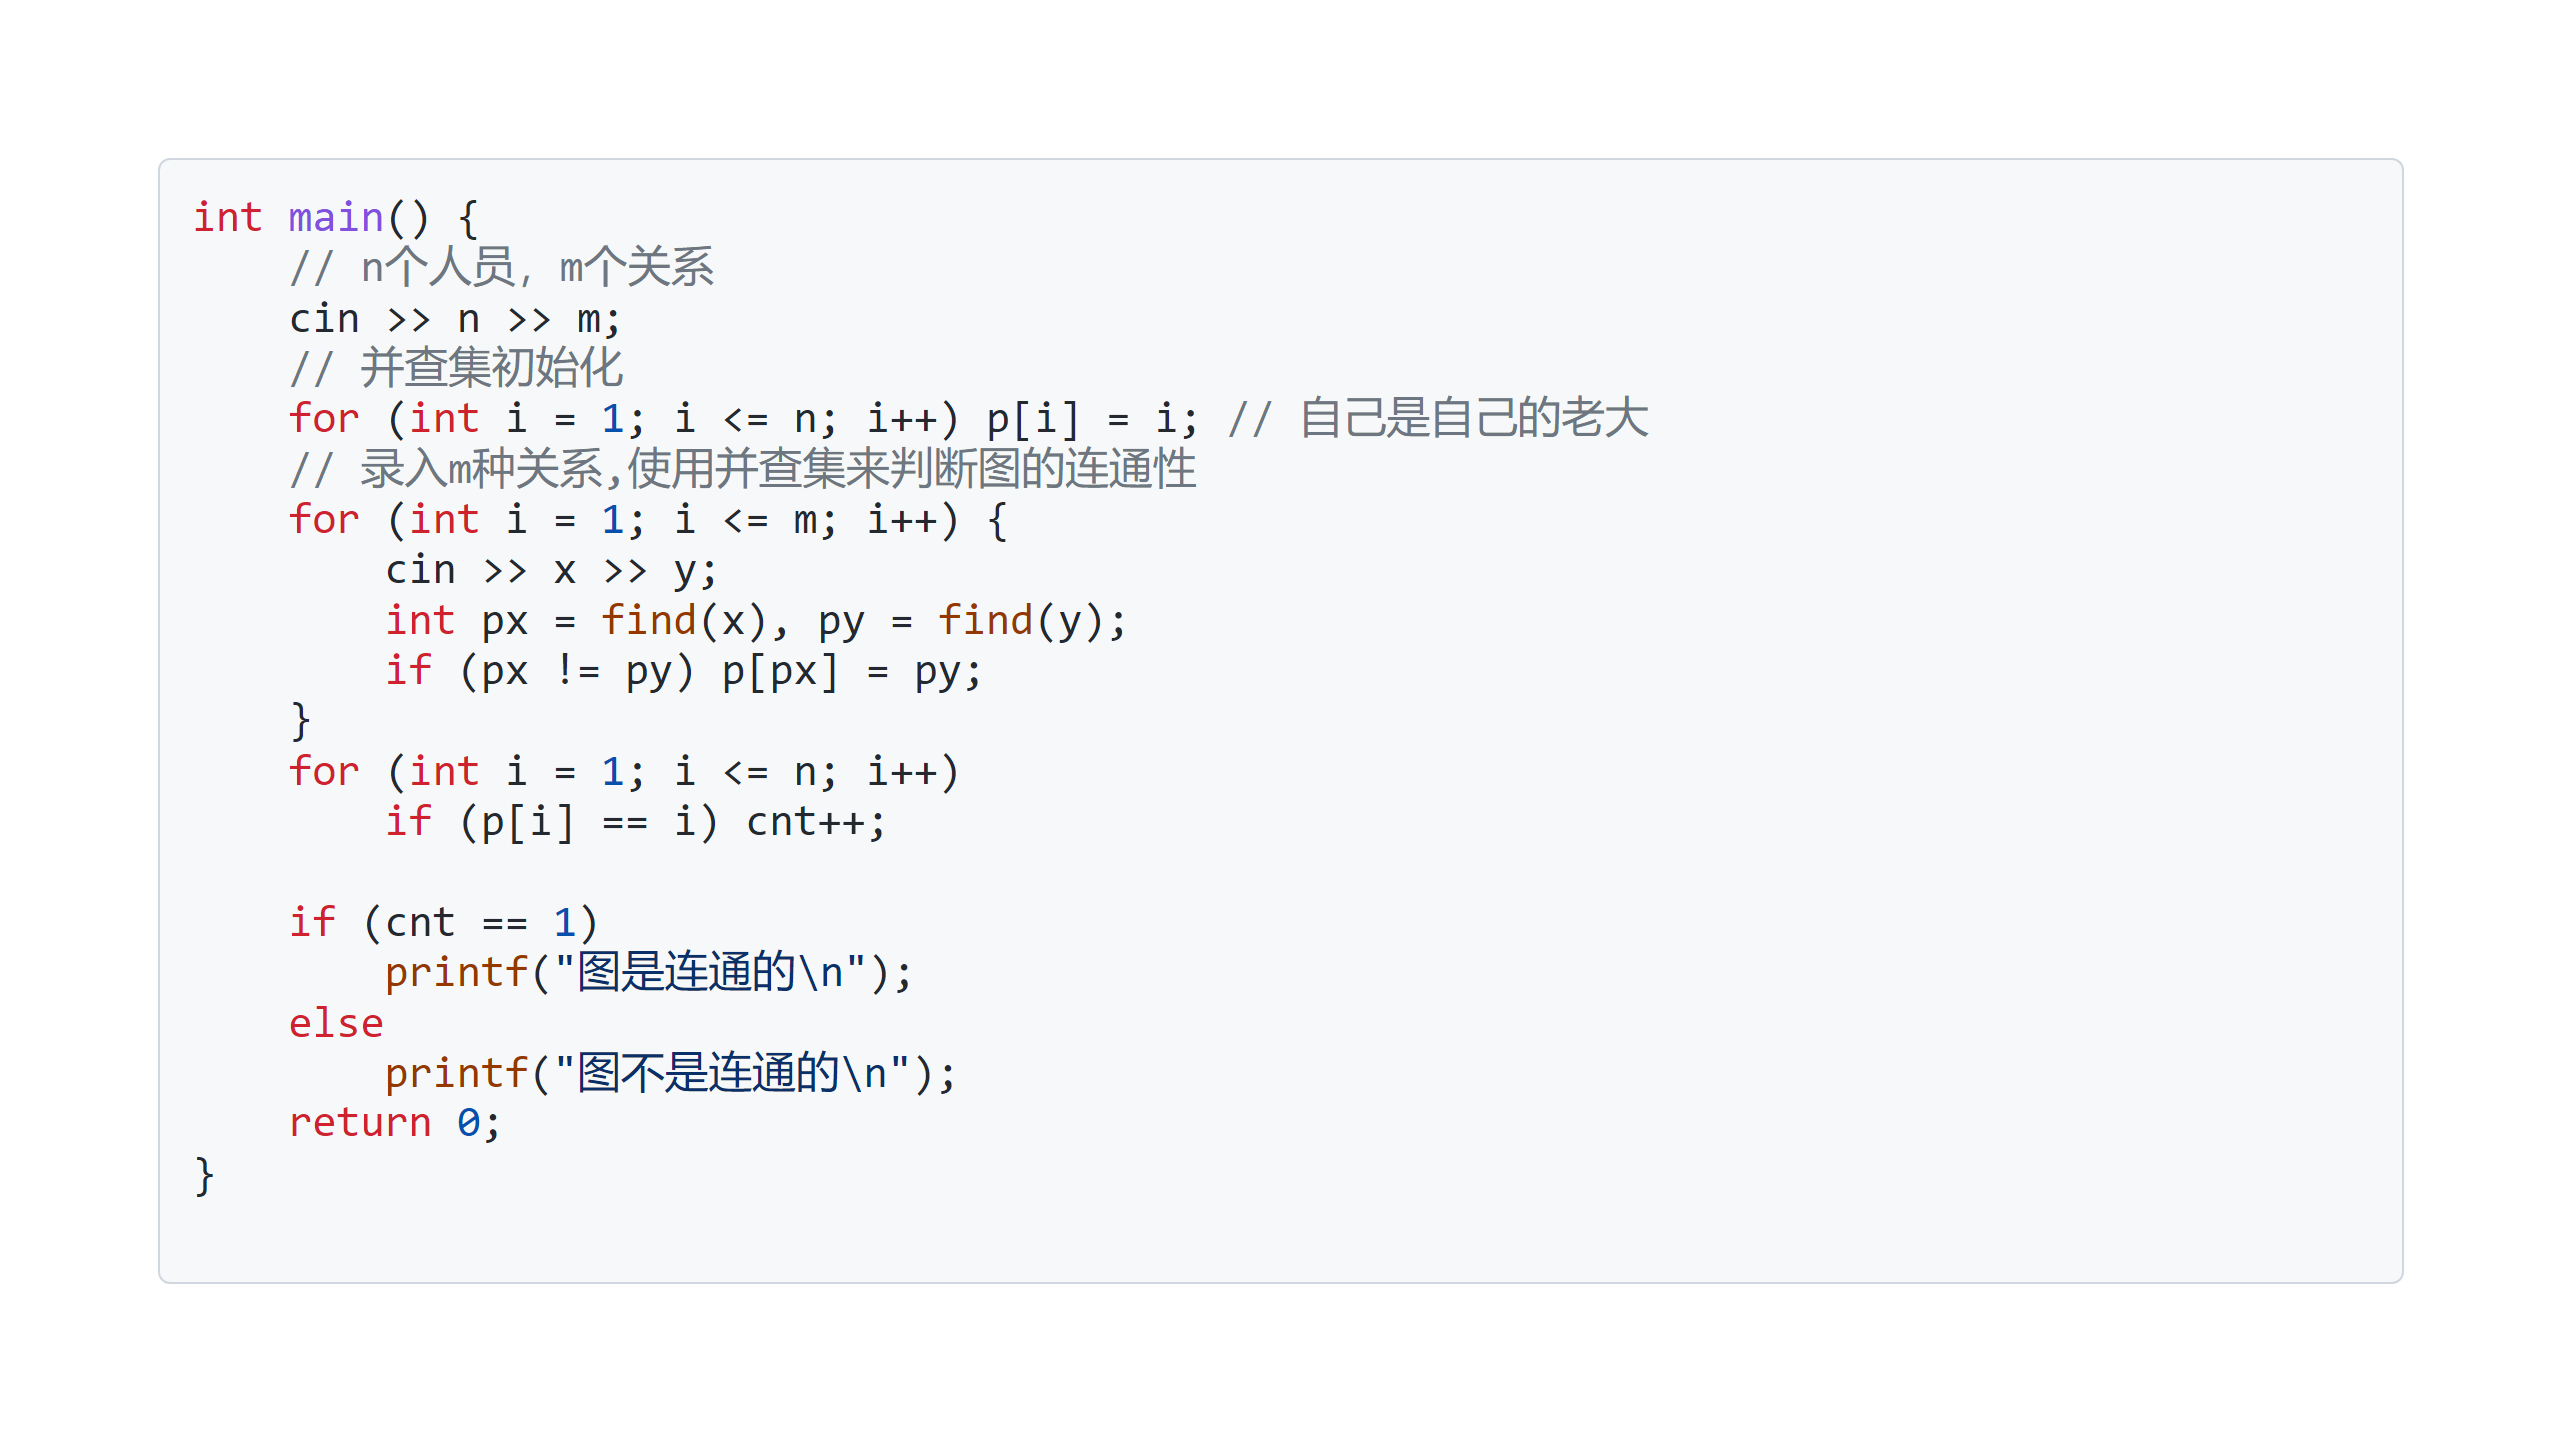 int main() {
    // n个人员，m个关系
    cin >> n >> m;
    // 并查集初始化
    for (int i = 1; i <= n; i++) p[i] = i; // 自己是自己的老大
    // 录入m种关系,使用并查集来判断图的连通性
    for (int i = 1; i <= m; i++) {
        cin >> x >> y;
        int px = find(x), py = find(y);
        if (px != py) p[px] = py;
    }
    for (int i = 1; i <= n; i++)
        if (p[i] == i) cnt++;

    if (cnt == 1)
        printf("图是连通的\n");
    else
        printf("图不是连通的\n");
    return 0;
}